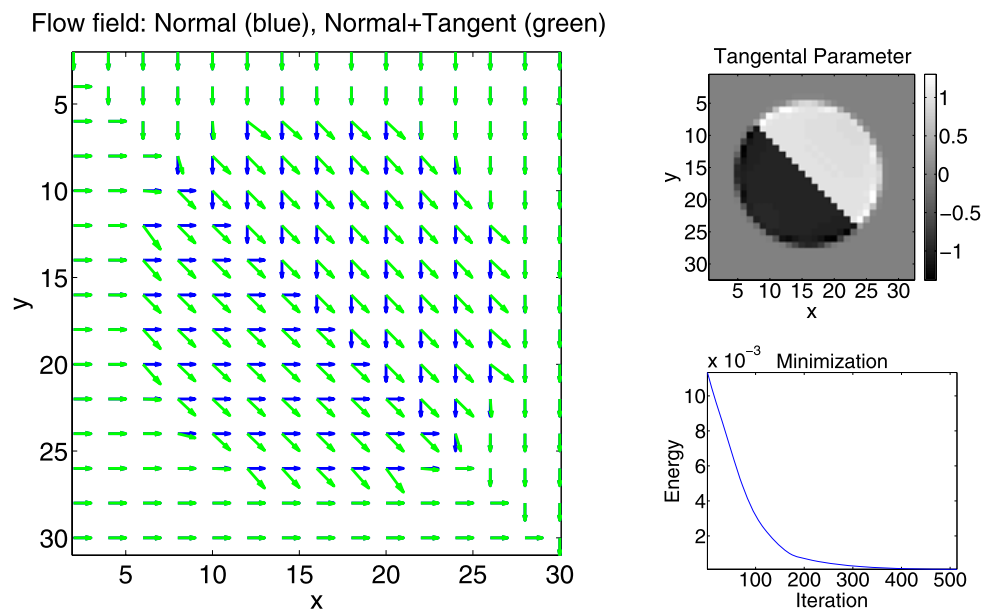 Flow field: Normal (blue), Normal+Tangent (green)
y
5
10
15
20
25
30
5 10 15 20 25 30
x
Tangental Parameter
y
5
10
15
20
25
30
5 10 15 20 25 30
x
1
0.5
0
−0.5
−1
x 10⁻³ Minimization
Energy
10
8
6
4
2
100 200 300 400 500
Iteration